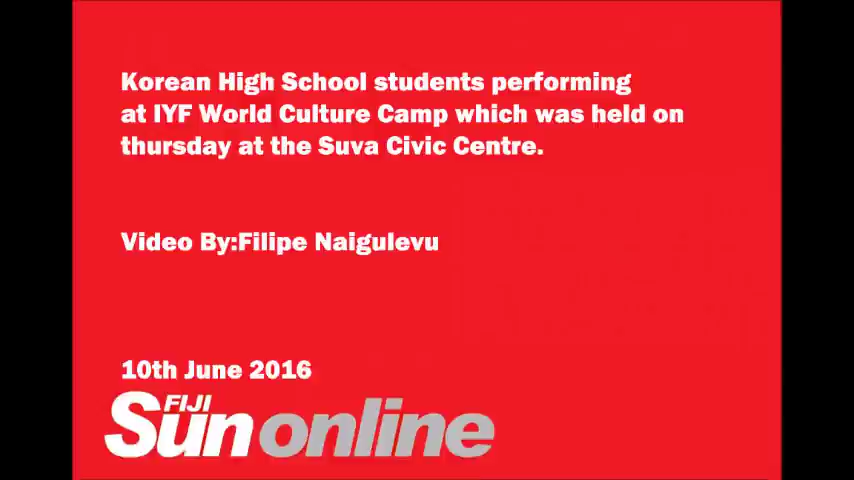 Korean High School students performing
at IYF World Culture Camp which was held on
thursday at the Suva Civic Centre.
Video By:Filipe Naigulevu
10th June 2016
FIJI
Sun online